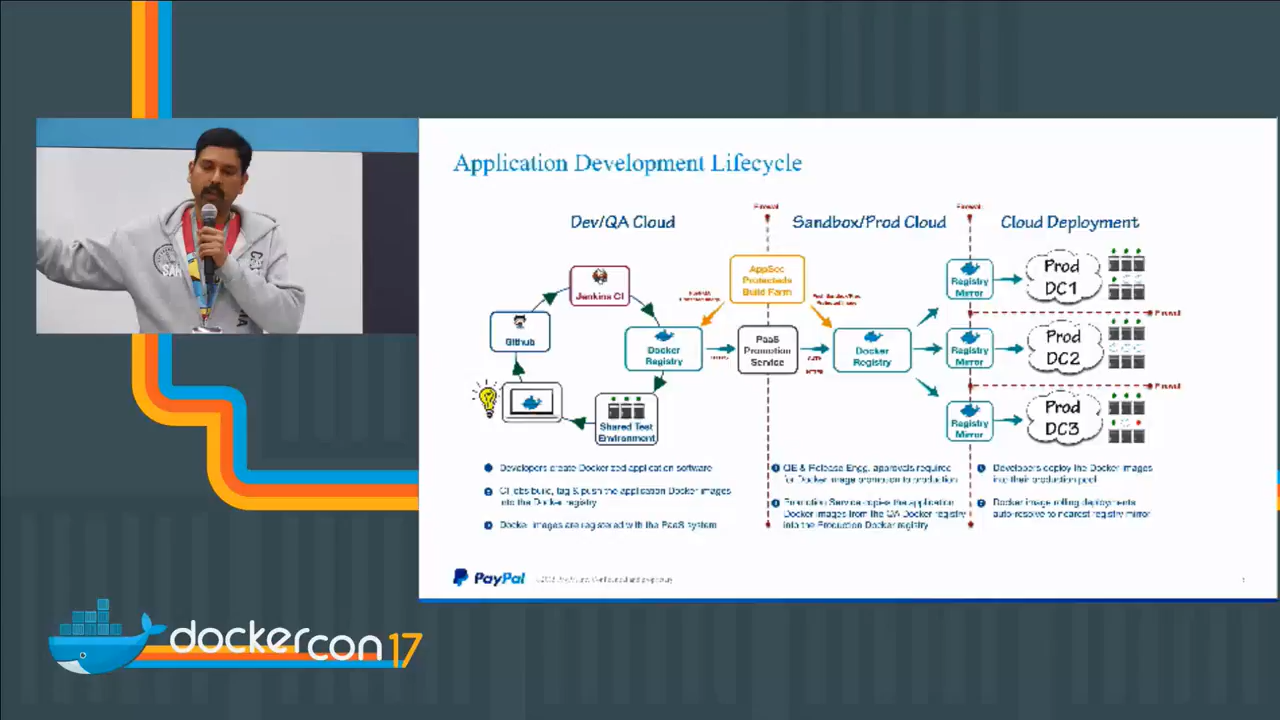 Application Development Lifecycle
Dev/QA Cloud
Firewall
Sandbox/Prod Cloud
Firewall
Cloud Deployment
AppSec
Protected
Build Farm
Jenkins CI
Github
Docker
Registry
PaaS
Promotion
Service
Docker
Registry
Shared Test
Environment
Registry
Mirror
Prod
DC1
Firewall
Registry
Mirror
Prod
DC2
Firewall
Registry
Mirror
Prod
DC3
Developers create Dockerized application software
CI jobs build, tag & push the application Docker images
into the Docker registry
Docker images are registered with the PaaS system
QE & Release Engg. approvals required
for Docker image promotion to production
Promotion Service copies the application
Docker images from the QA Docker registry
into the Production Docker registry
Developers deploy the Docker images
into their production pool
Docker image rolling deployments
auto-resolve to nearest registry mirror
PayPal
dockercon 17